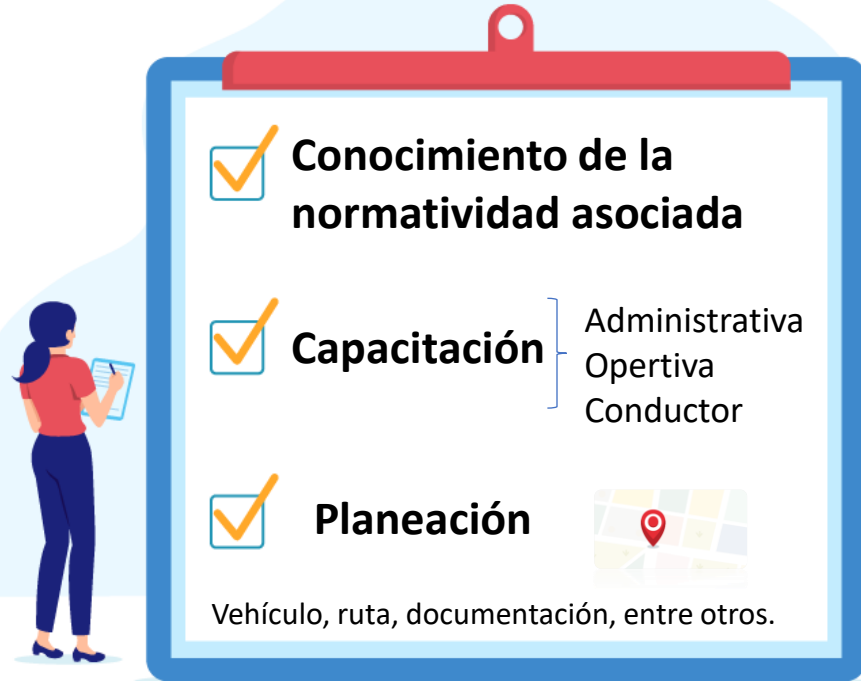 Conocimiento de la
normatividad asociada
Capacitación
Administrativa
Opertiva
Conductor
Planeación
Vehículo, ruta, documentación, entre otros.